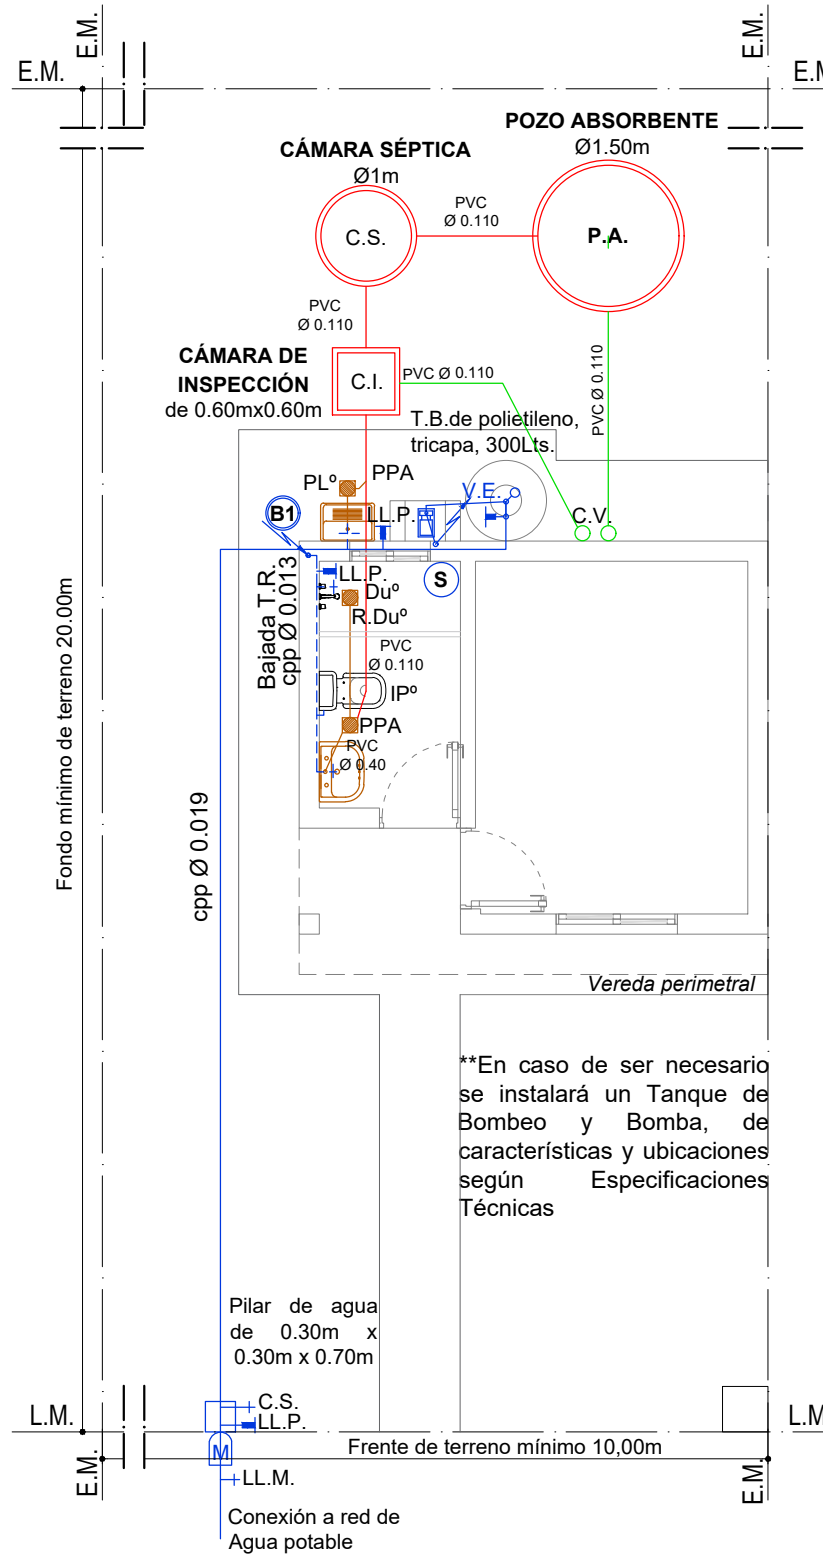 E.M.
E.M.
E.M.
E.M
POZO ABSORBENTE
Ø1.50m
CÁMARA SÉPTICA
Ø1m
PVC
Ø 0.110
C.S.
P.A.
PVC
Ø 0.110
CÁMARA DE
INSPECCIÓN
de 0.60mx0.60m
C.I.
PVC Ø 0.110
PVC Ø 0.110
T.B.de polietileno,
tricapa, 300Lts.
PLº
PPA
V.E.
B1
LL.P.
C.V.
Bajada T.R.
cpp Ø 0.013
LL.P.
S
Duº
R.Duº
PVC
Ø 0.110
IPº
PPA
PVC
Ø 0.40
Fondo mínimo de terreno 20.00m
cpp Ø 0.019
Vereda perimetral
**En caso de ser necesario
se instalará un Tanque de
Bombeo y Bomba, de
características y ubicaciones
según Especificaciones
Técnicas
Pilar de agua
de 0.30m x
0.30m x 0.70m
C.S.
LL.P.
L.M.
L.M
M
Frente de terreno mínimo 10,00m
E.M.
E.M.
LL.M.
Conexión a red de
Agua potable